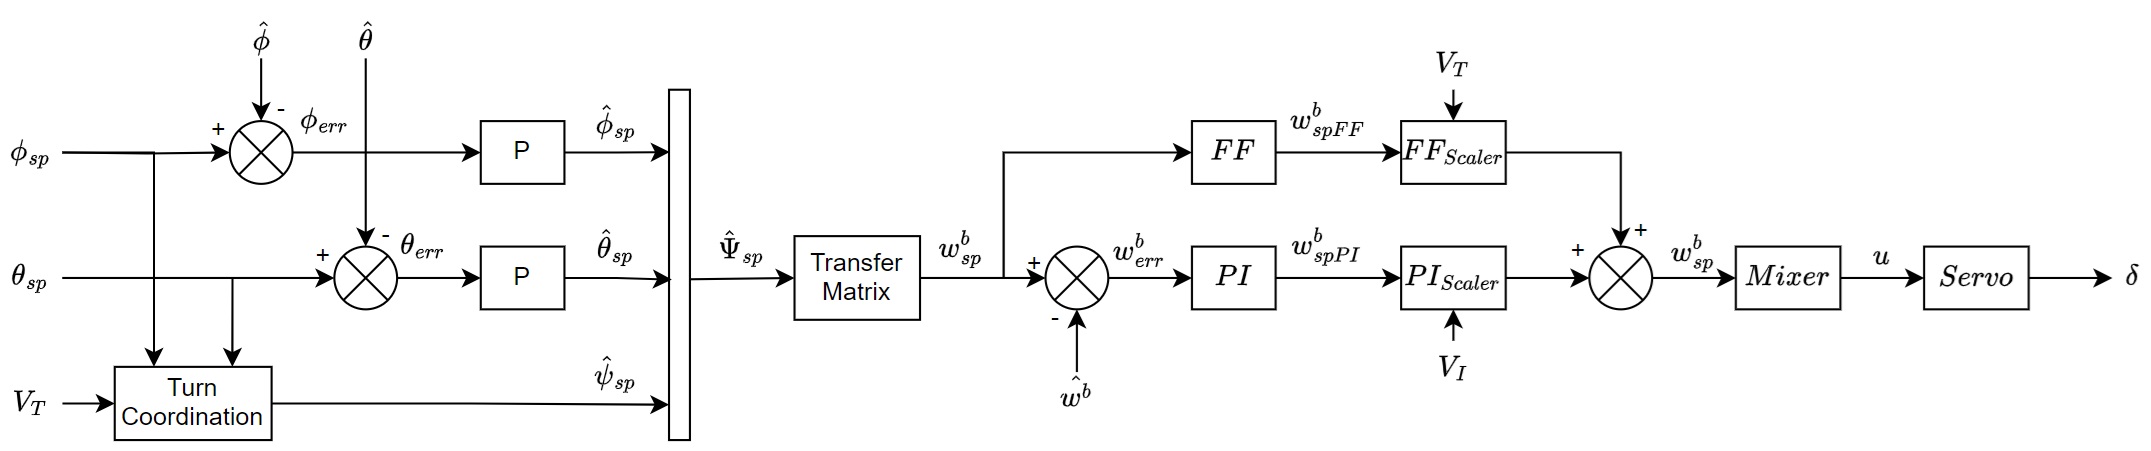 $\hat{\phi}$
$\hat{\theta}$
$V_T$
+
-
$\phi_{err}$
$\phi_{sp}$
P
$\hat{\phi}_{sp}$
$w^b_{spFF}$
$FF$
$FF_{Scaler}$
+
-
$\theta_{err}$
$\theta_{sp}$
P
$\hat{\theta}_{sp}$
$\hat{\Psi}_{sp}$
Transfer
Matrix
$w^b_{sp}$
+
-
$w^b_{err}$
$PI$
$w^b_{spPI}$
$PI_{Scaler}$
+
+
$w^b_{sp}$
$Mixer$
$u$
$Servo$
$\delta$
$V_T$
Turn
Coordination
$\hat{\psi}_{sp}$
$\hat{w^b}$
$V_I$